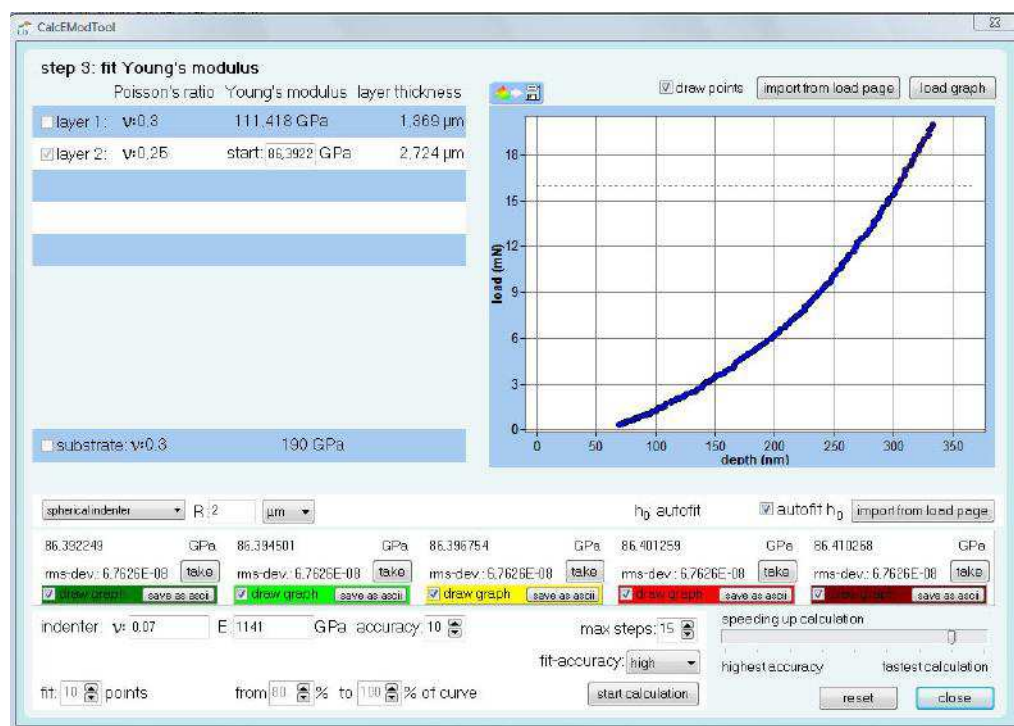 CalcEModTool
step 3: fit Young's modulus
Poisson's ratio Young's modulus layer thickness
layer 1: ν:0,3 111,418 GPa 1,369 µm
layer 2: ν:0,25 start: 86,3922 GPa 2,724 µm
substrate: ν:0.3 190 GPa
draw points import from load page load graph
load (mN)
18
15
12
9
6
3
0
0 50 100 150 200 250 300 350
depth (nm)
spherical indenter R: 2 µm h0 autofit autofit h0 import from load page
86.392249 GPa 86.394501 GPa 86.396754 GPa 86.401259 GPa 86.410268 GPa
rms-dev.: 6.7626E-08 take rms-dev.: 6.7626E-08 take rms-dev.: 6.7626E-08 take rms-dev.: 6.7626E-08 take rms-dev.: 6.7626E-08 take
draw graph save as ascii draw graph save as ascii draw graph save as ascii draw graph save as ascii draw graph save as ascii
indenter: ν: 0.07 E: 1141 GPa accuracy: 10 max steps: 15 speeding up calculation
fit-accuracy: high highest accuracy fastest calculation
fit: 10 points from 80 % to 100 % of curve start calculation reset close